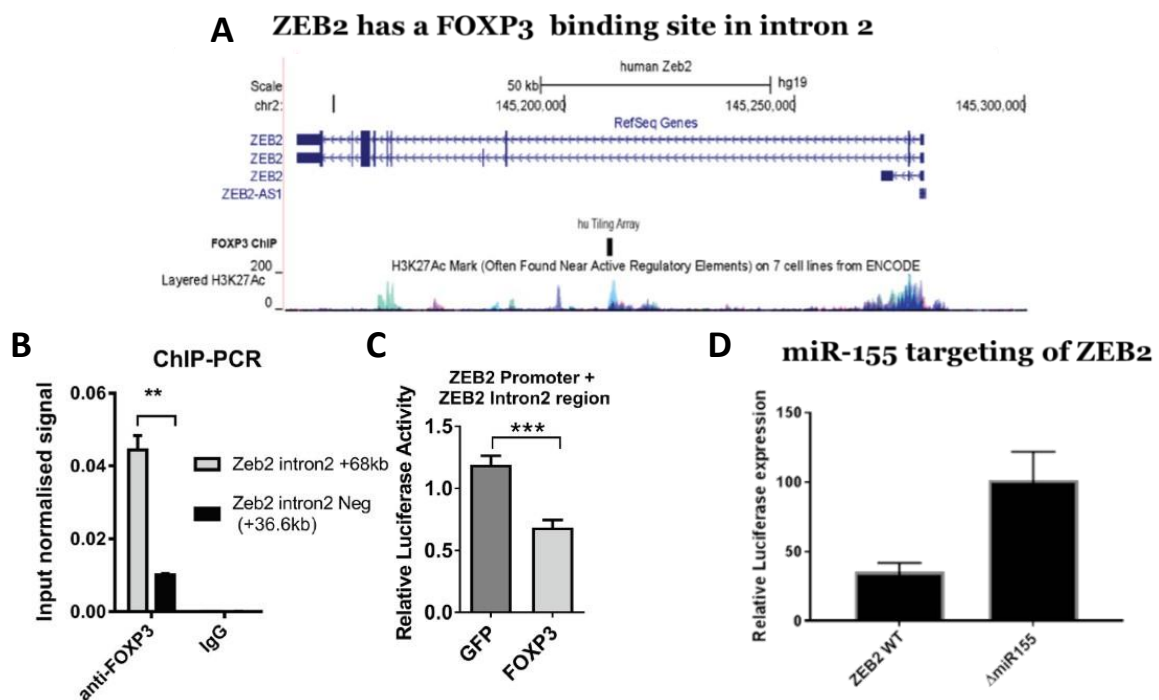 A ZEB2 has a FOXP3 binding site in intron 2
human Zeb2
Scale 50 kb hg19
chr2: 145,200,000 145,250,000 145,300,000
RefSeq Genes
ZEB2
ZEB2
ZEB2
ZEB2-AS1
hu Tiling Array
FOXP3 ChIP
H3K27Ac Mark (Often Found Near Active Regulatory Elements) on 7 cell lines from ENCODE
200
Layered H3K27Ac
0
B ChIP-PCR
Input normalised signal
0.06
0.04
0.02
0.00
**
Zeb2 intron2 +68kb
Zeb2 intron2 Neg
(+36.6kb)
anti-FOXP3
IgG
C
ZEB2 Promoter +
ZEB2 Intron2 region
Relative Luciferase Activity
1.5
1.0
0.5
0.0
***
GFP
FOXP3
D miR-155 targeting of ZEB2
Relative Luciferase expression
150
100
50
0
ZEB2 WT
ΔmiR155